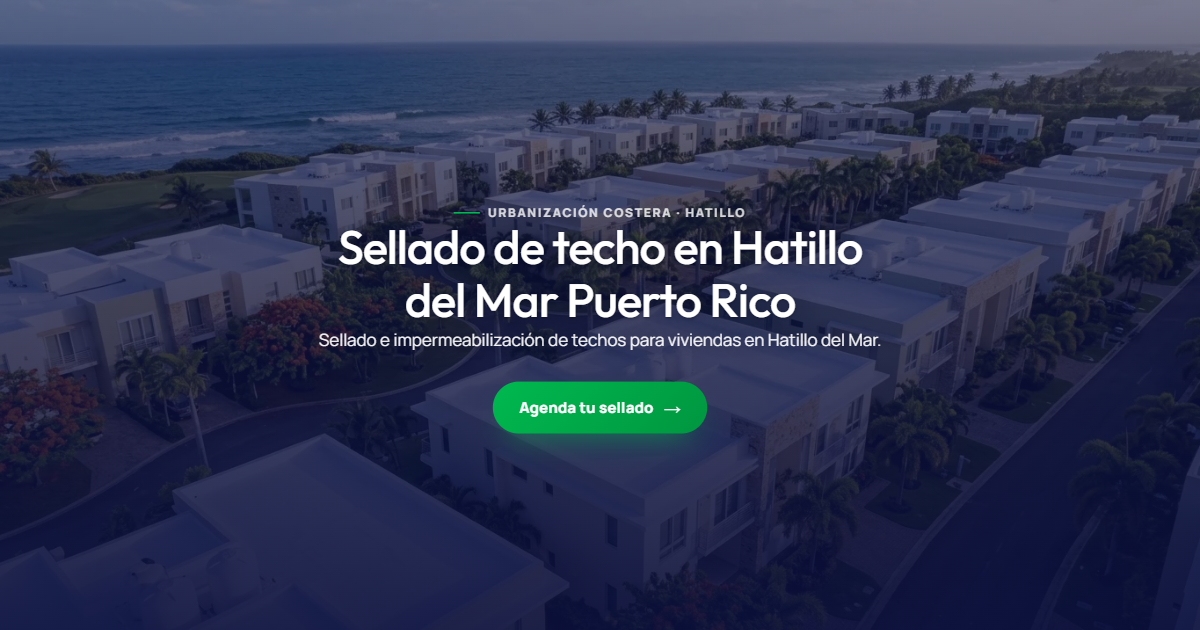 URBANIZACIÓN COSTERA · HATILLO
Sellado de techo en Hatillo
del Mar Puerto Rico
Sellado e impermeabilización de techos para viviendas en Hatillo del Mar.
Agenda tu sellado →